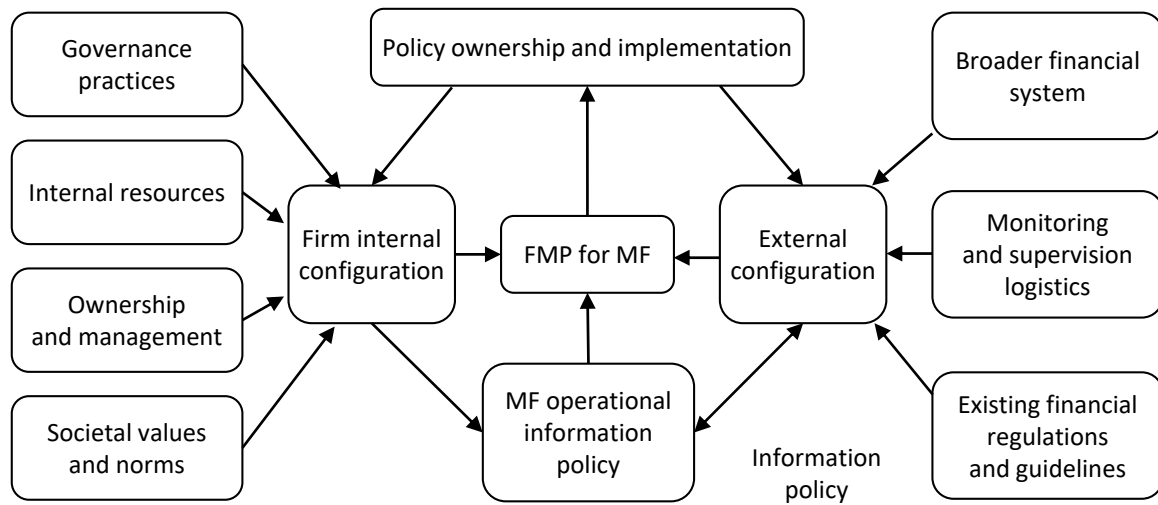 Governance
practices
Policy ownership and implementation
Broader financial
system
Internal resources
Firm internal
configuration
FMP for MF
External
configuration
Monitoring
and supervision
logistics
Ownership
and management
MF operational
information
policy
Societal values
and norms
Information
policy
Existing financial
regulations
and guidelines